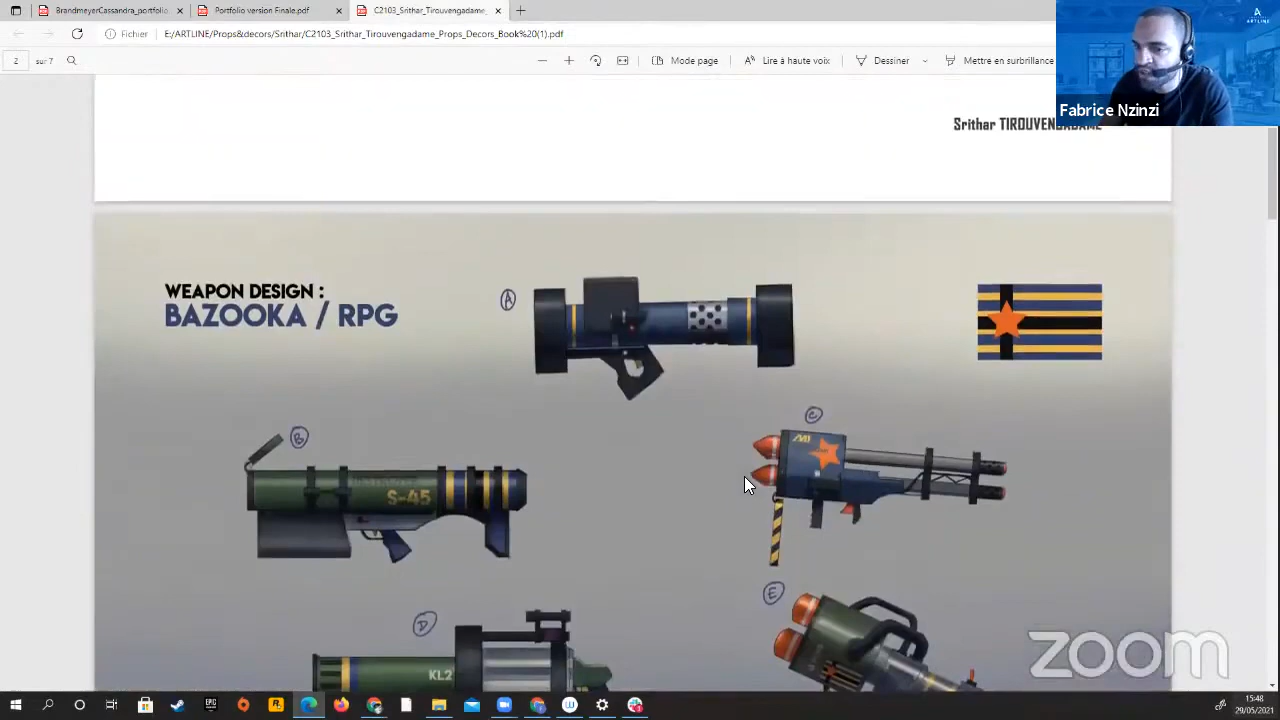 BrandmeyerCassandra_portfolio
Portfolio version Finale.pdf
C2103_Srithar_Tirouvengadame_
Fichier
E:/ARTLINE/Props&decors/Srithar/C2103_Srithar_Tirouvengadame_Props_Decors_Book%20(1).pdf
2 sur 7
Mode page
Lire à haute voix
Dessiner
Mettre en surbrillance
ARTLINE
Fabrice Nzinzi
Srithar TIROUVENGADAME
WEAPON DESIGN :
BAZOOKA / RPG
A
B
S-45
C
D
KL2
E
zoom
15:48
29/05/2021